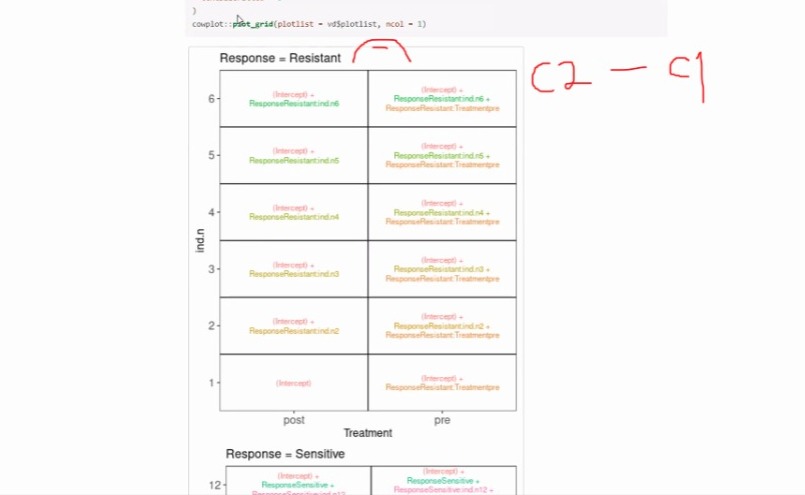 }
cowplot::plot_grid(plotlist = vd$plotlist, ncol = 1)
Response = Resistant
C2 - C1
6
(Intercept) +
ResponseResistant:ind.n6
(Intercept) +
ResponseResistant:ind.n6 +
ResponseResistant:Treatmentpre
5
(Intercept) +
ResponseResistant:ind.n5
(Intercept) +
ResponseResistant:ind.n5 +
ResponseResistant:Treatmentpre
4
(Intercept) +
ResponseResistant:ind.n4
(Intercept) +
ResponseResistant:ind.n4 +
ResponseResistant:Treatmentpre
ind.n
3
(Intercept) +
ResponseResistant:ind.n3
(Intercept) +
ResponseResistant:ind.n3 +
ResponseResistant:Treatmentpre
2
(Intercept) +
ResponseResistant:ind.n2
(Intercept) +
ResponseResistant:ind.n2 +
ResponseResistant:Treatmentpre
1
(Intercept)
(Intercept) +
ResponseResistant:Treatmentpre
post
pre
Treatment
Response = Sensitive
12
(Intercept) +
ResponseSensitive +
ResponseSensitive:ind.n12
(Intercept) +
ResponseSensitive +
ResponseSensitive:ind.n12 +